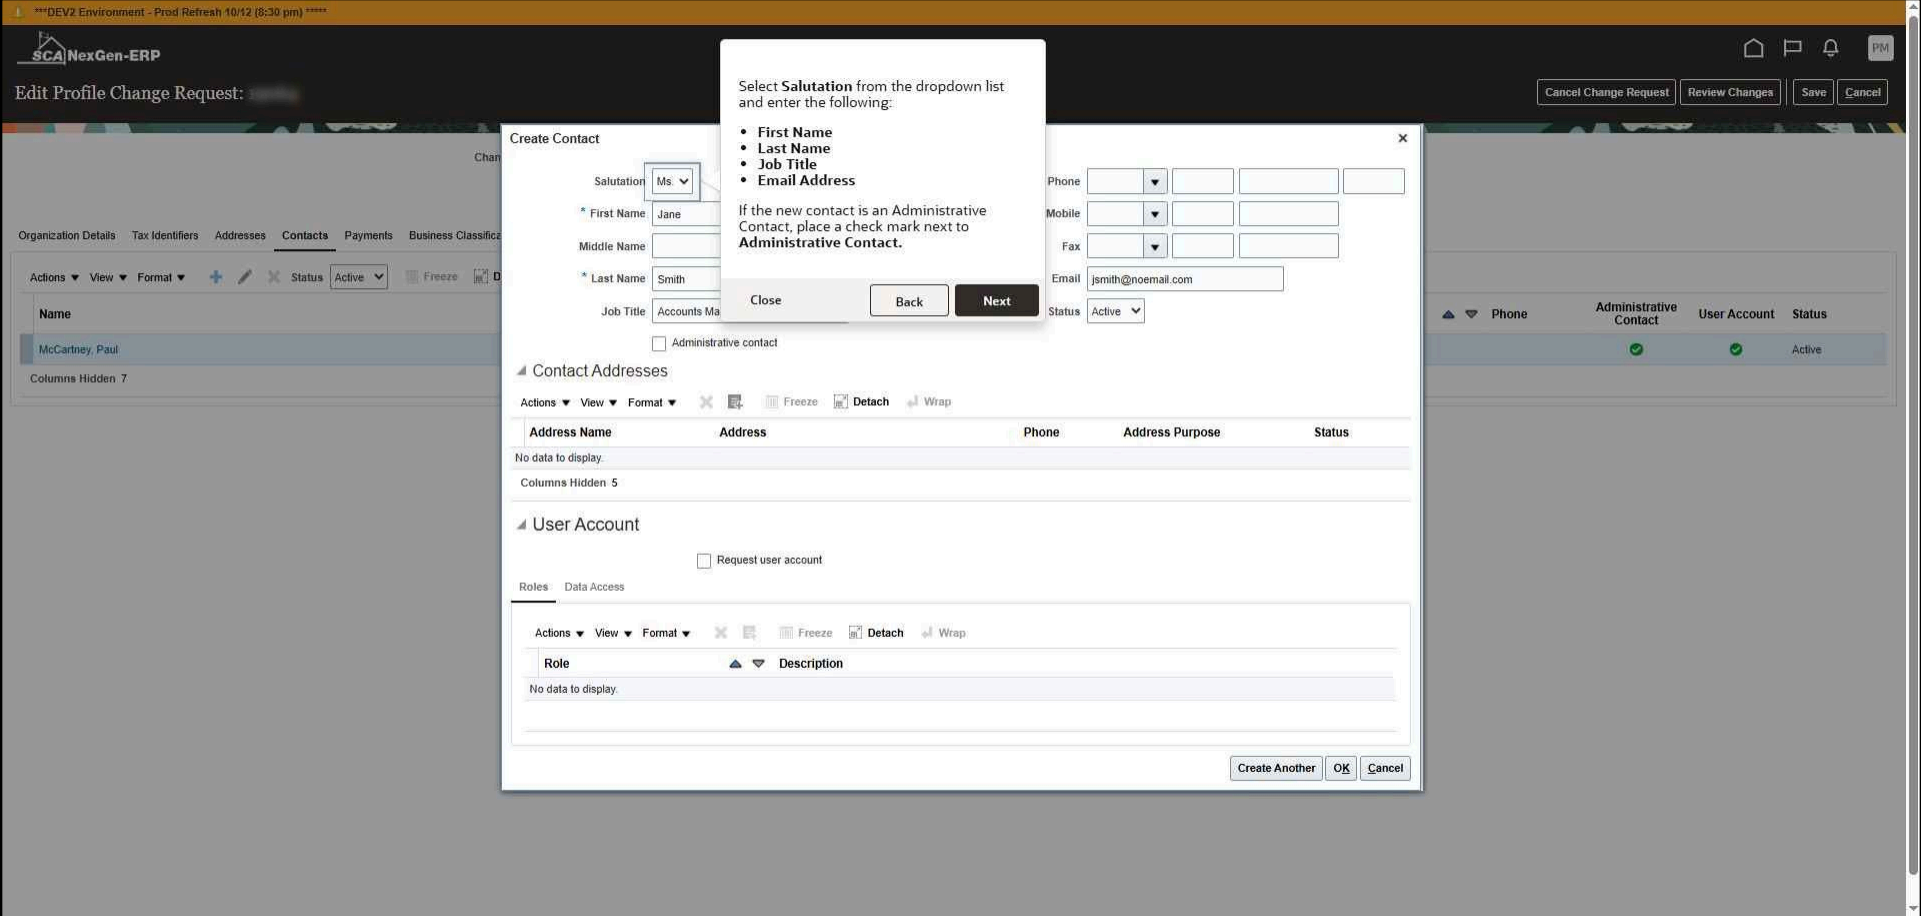 ***DEV2 Environment - Prod Refresh 10/12 (8:30 pm) *****
SCA NexGen-ERP
PM
Edit Profile Change Request:
Cancel Change Request Review Changes Save Cancel
Select Salutation from the dropdown list
and enter the following:
• First Name
• Last Name
• Job Title
• Email Address
If the new contact is an Administrative
Contact, place a check mark next to
Administrative Contact.
Close Back Next
Chan
Organization Details Tax Identifiers Addresses Contacts Payments Business Classifica
Actions View Format Status Active Freeze D
Name
Phone Administrative Contact User Account Status
McCartney, Paul
Active
Columns Hidden 7
Create Contact
Salutation Ms.
* First Name Jane
Middle Name
* Last Name Smith
Job Title Accounts Ma
Administrative contact
Phone
Mobile
Fax
Email jsmith@noemail.com
Status Active
Contact Addresses
Actions View Format Freeze Detach Wrap
Address Name Address Phone Address Purpose Status
No data to display.
Columns Hidden 5
User Account
Request user account
Roles Data Access
Actions View Format Freeze Detach Wrap
Role Description
No data to display.
Create Another OK Cancel